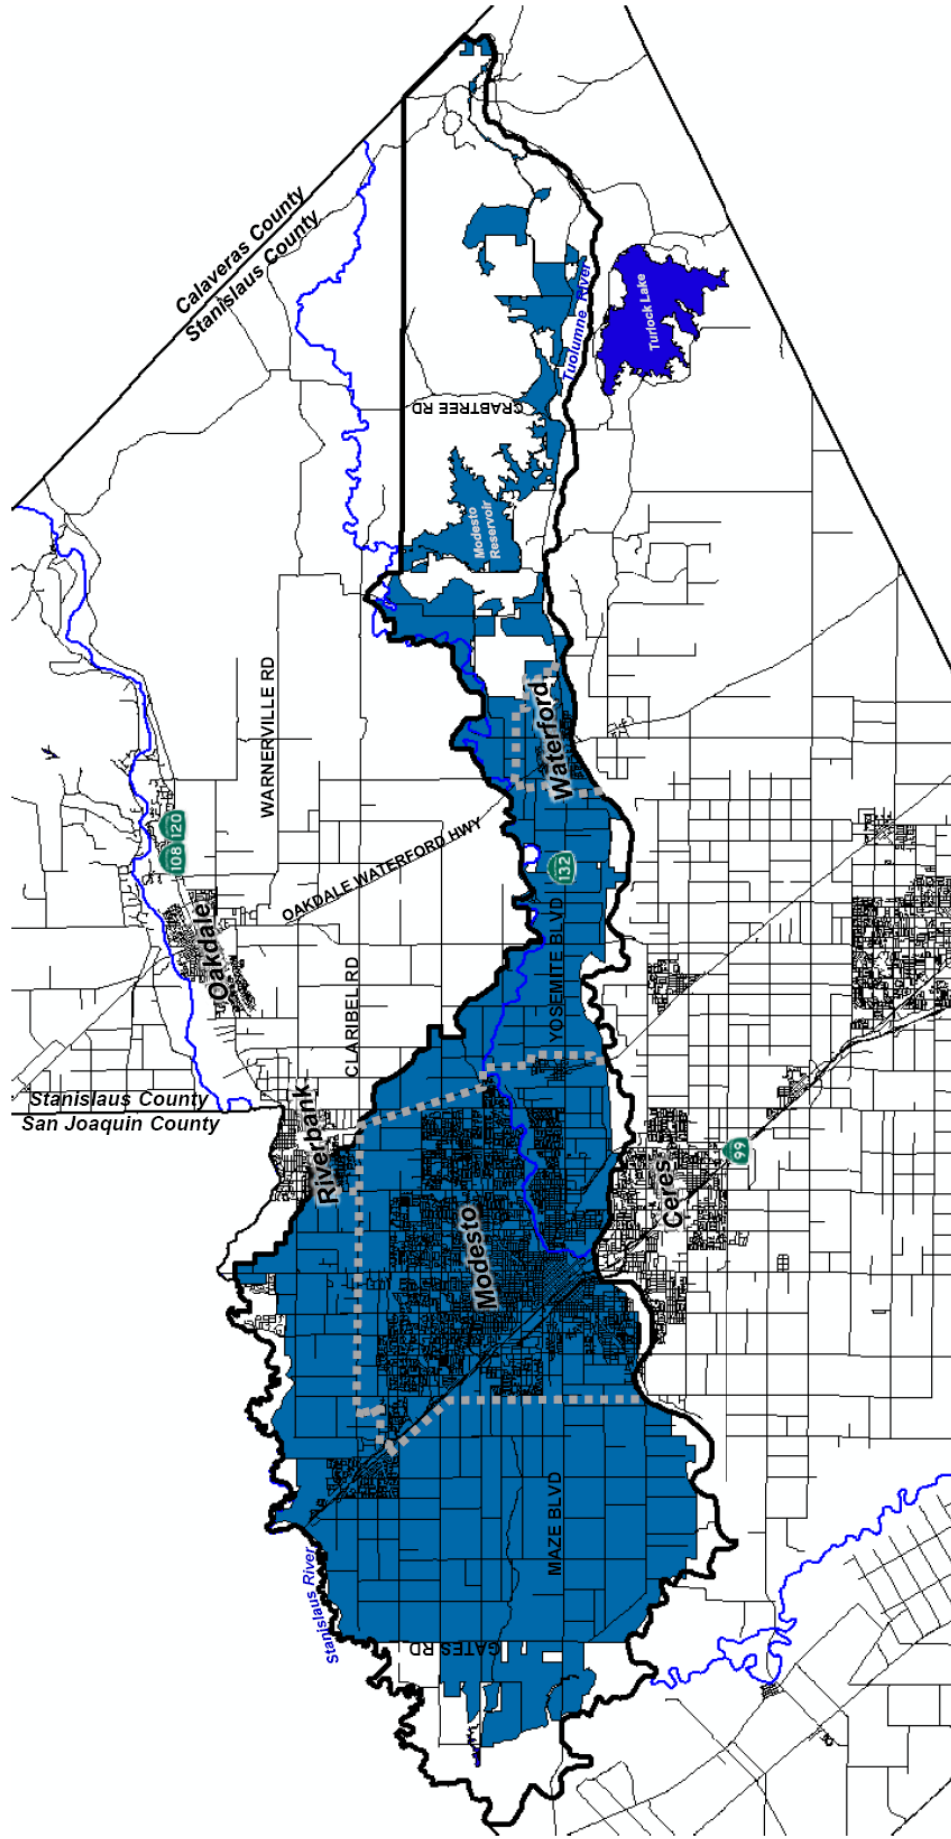 Calaveras County
Stanislaus County
Tuolumne River
Turlock Lake
CRABTREE RD
Modesto
Reservoir
WARNERVILLE RD
Waterford
108
120
OAKDALE WATERFORD HWY
132
Oakdale
YOSEMITE BLVD
CLARIBEL RD
Stanislaus County
San Joaquin County
Riverbank
99
Ceres
Modesto
MAZE BLVD
Stanislaus River
GATES RD